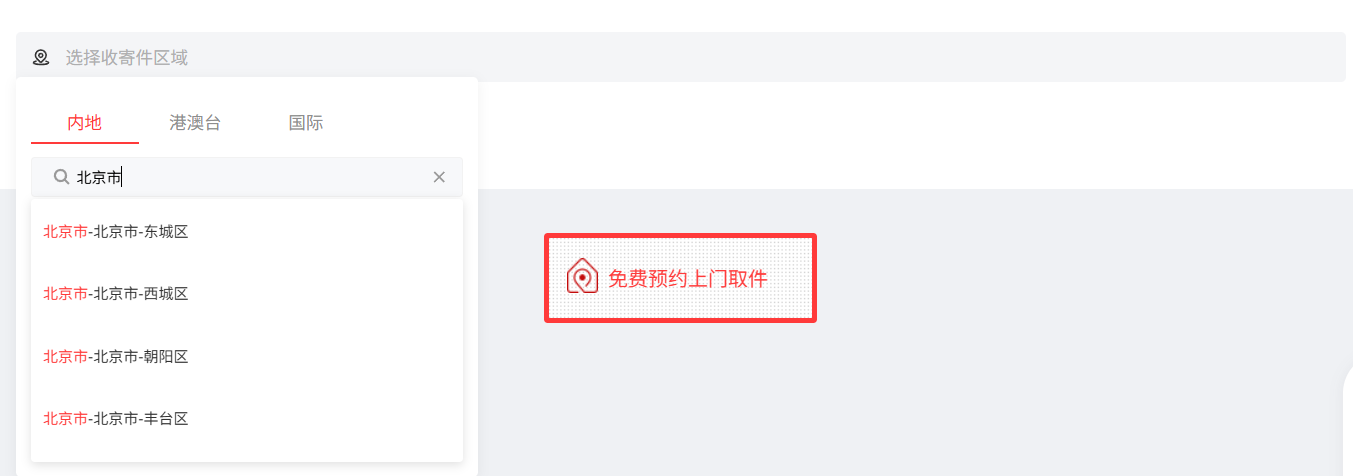 选择收寄件区域
内地 港澳台 国际
北京市
北京市-北京市-东城区
北京市-北京市-西城区
北京市-北京市-朝阳区
北京市-北京市-丰台区
免费预约上门取件